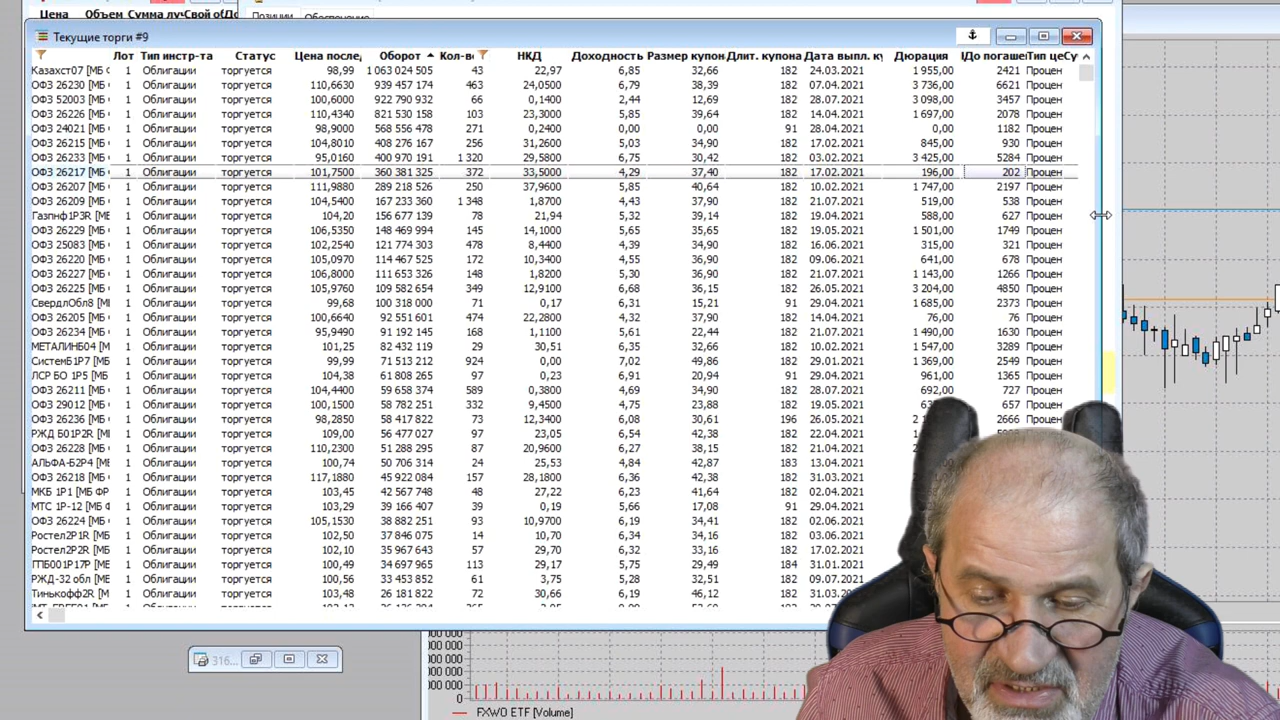 Цена Объем Сумма лу Свой об До
Позиции Обеспечение
Текущие торги #9
Лот Тип инстр-та Статус Цена послед Оборот Кол-во НКД Доходность Размер купон Длит. купона Дата выпл. к Дюрация До погаше Тип це Су
Казахст07 [МБ 1 Облигации торгуется 98,99 1 063 024 505 43 22,97 6,85 32,66 182 24.03.2021 1 955,00 2421 Процен
ОФЗ 26230 [МБ 1 Облигации торгуется 110,6630 939 457 174 463 24,0500 6,79 38,39 182 07.04.2021 3 736,00 6621 Процен
ОФЗ 52003 [МБ 1 Облигации торгуется 100,6000 922 790 932 66 0,1400 2,44 12,69 182 28.07.2021 3 098,00 3457 Процен
ОФЗ 26226 [МБ 1 Облигации торгуется 110,4340 821 530 158 103 23,3000 5,85 39,64 182 14.04.2021 1 697,00 2078 Процен
ОФЗ 24021 [МБ 1 Облигации торгуется 98,9000 568 556 478 271 0,2400 0,00 0,00 91 28.04.2021 0,00 1182 Процен
ОФЗ 26215 [МБ 1 Облигации торгуется 104,8010 408 276 167 256 31,2600 5,03 34,90 182 17.02.2021 845,00 930 Процен
ОФЗ 26233 [МБ 1 Облигации торгуется 95,0160 400 970 191 1 320 29,5800 6,75 30,42 182 03.02.2021 3 425,00 5284 Процен
ОФЗ 26217 [МБ 1 Облигации торгуется 101,7500 360 381 325 372 33,5000 4,29 37,40 182 17.02.2021 196,00 202 Процен
ОФЗ 26207 [МБ 1 Облигации торгуется 111,9880 289 218 526 250 37,9600 5,85 40,64 182 10.02.2021 1 747,00 2197 Процен
ОФЗ 26209 [МБ 1 Облигации торгуется 104,5400 167 233 360 1 348 1,8700 4,43 37,90 182 21.07.2021 519,00 538 Процен
Газпнф1P3R [МБ 1 Облигации торгуется 104,20 156 677 139 78 21,94 5,32 39,14 182 19.04.2021 588,00 627 Процен
ОФЗ 26229 [МБ 1 Облигации торгуется 106,5350 148 496 994 145 14,1000 5,65 35,65 182 19.05.2021 1 501,00 1749 Процен
ОФЗ 25083 [МБ 1 Облигации торгуется 102,2540 121 774 303 478 8,4400 4,39 34,90 182 16.06.2021 315,00 321 Процен
ОФЗ 26220 [МБ 1 Облигации торгуется 105,0970 114 467 525 172 10,3400 4,55 36,90 182 09.06.2021 641,00 678 Процен
ОФЗ 26227 [МБ 1 Облигации торгуется 106,8000 111 653 326 148 1,8200 5,30 36,90 182 21.07.2021 1 143,00 1266 Процен
ОФЗ 26225 [МБ 1 Облигации торгуется 105,9760 109 582 654 349 12,9100 6,68 36,15 182 26.05.2021 3 204,00 4850 Процен
СвердлОбл8 [МБ 1 Облигации торгуется 99,68 100 318 000 71 0,17 6,31 15,21 91 29.04.2021 1 685,00 2373 Процен
ОФЗ 26205 [МБ 1 Облигации торгуется 100,6640 92 551 601 474 22,2800 4,32 37,90 182 14.04.2021 76,00 76 Процен
ОФЗ 26234 [МБ 1 Облигации торгуется 95,9490 91 192 145 168 1,1100 5,61 22,44 182 21.07.2021 1 490,00 1630 Процен
МЕТАЛИНБ04 [МБ 1 Облигации торгуется 101,25 82 432 119 29 30,51 6,35 32,66 182 10.02.2021 1 547,00 3289 Процен
СистемБ1P7 [МБ 1 Облигации торгуется 99,99 71 513 212 924 0,00 7,02 49,86 182 29.01.2021 1 369,00 2549 Процен
ЛСР БО 1P5 [МБ 1 Облигации торгуется 104,38 61 808 265 97 0,23 6,91 20,94 91 29.04.2021 961,00 1365 Процен
ОФЗ 26211 [МБ 1 Облигации торгуется 104,4400 59 658 374 589 0,3800 4,69 34,90 182 28.07.2021 692,00 727 Процен
ОФЗ 29012 [МБ 1 Облигации торгуется 100,1500 58 782 251 332 9,4500 4,75 23,88 182 19.05.2021 657 Процен
ОФЗ 26236 [МБ 1 Облигации торгуется 98,2850 58 417 822 73 12,3400 6,08 30,61 196 26.05.2021 2666 Процен
РЖД Б01P2R [МБ 1 Облигации торгуется 109,00 56 477 027 97 23,05 6,54 42,38 182 22.04.2021
ОФЗ 26228 [МБ 1 Облигации торгуется 110,2300 51 288 295 87 20,9600 6,27 38,15 182
АЛЬФА-Б2P4 [МБ 1 Облигации торгуется 100,74 50 706 314 24 25,53 4,84 42,87 183 13.04.2021
ОФЗ 26218 [МБ 1 Облигации торгуется 117,1880 45 922 084 157 28,1800 6,36 42,38 182 31.03.2021
МКБ 1P1 [МБ ФР 1 Облигации торгуется 103,45 42 567 748 48 27,22 6,23 41,64 182 02.04.2021
МТС 1P-12 [МБ Ф 1 Облигации торгуется 103,29 39 166 407 39 0,19 5,66 17,08 91 29.04.2021
ОФЗ 26224 [МБ 1 Облигации торгуется 105,1530 38 882 251 93 10,9700 6,19 34,41 182 02.06.2021
Ростел2P1R [МБ 1 Облигации торгуется 102,50 37 846 075 14 10,70 6,34 34,16 182 03.06.2021
Ростел2P2R [МБ 1 Облигации торгуется 102,10 35 967 643 57 29,70 6,32 33,16 182 17.02.2021
ГПБ001P17P [МБ 1 Облигации торгуется 100,49 34 697 965 113 29,17 5,75 29,49 184 31.01.2021
РЖД-32 обл [МБ 1 Облигации торгуется 100,56 33 453 852 61 3,75 5,28 32,51 182 09.07.2021
Тинькофф2R [МБ 1 Облигации торгуется 100,04 26 181 822 72 30,66 6,19 46,12 182 31.03.2021
316...
000 000
000 000
000 000
000 000
0
FXWO ETF [Volume]